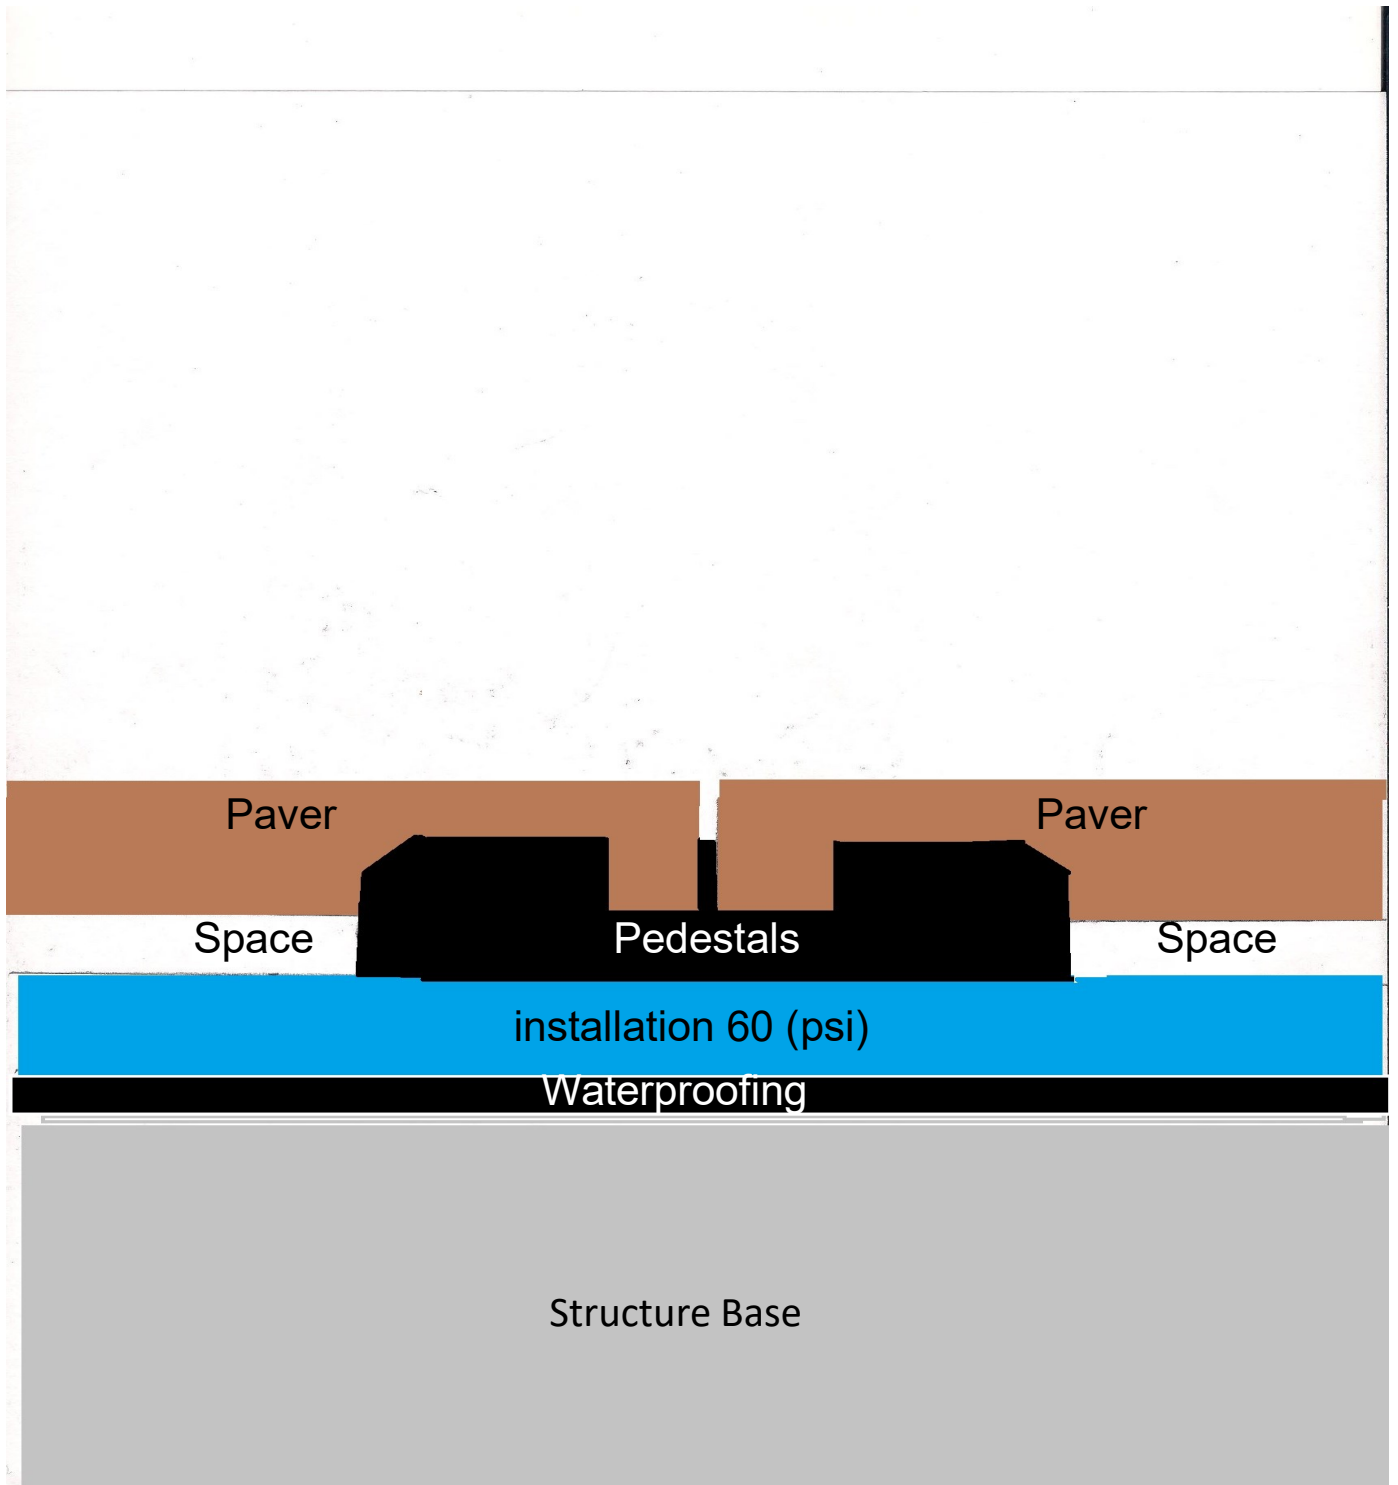 Paver
Paver
Space
Pedestals
Space
installation 60 (psi)
Waterproofing
Structure Base